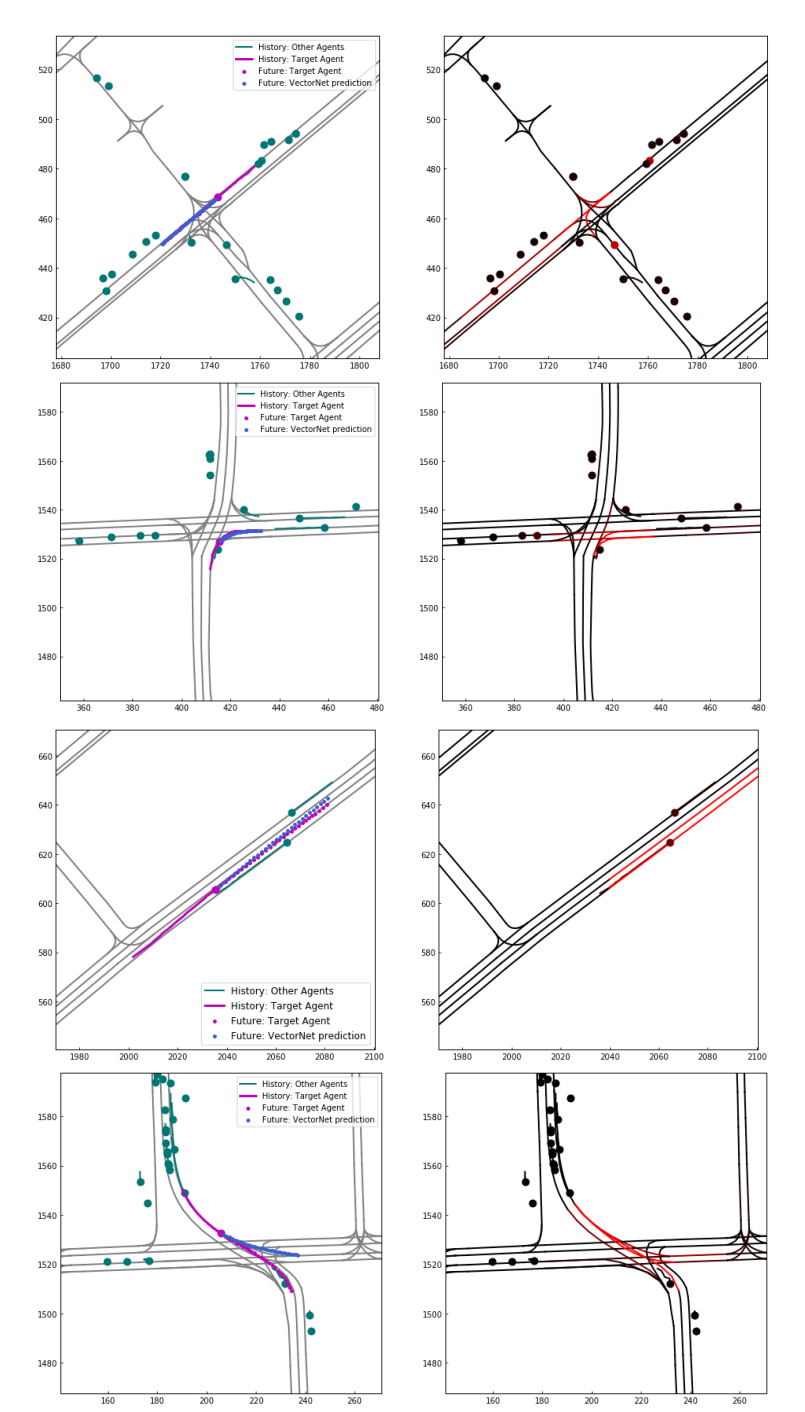 History: Other Agents
History: Target Agent
Future: Target Agent
Future: VectorNet prediction
520
500
480
460
440
420
1680 1700 1720 1740 1760 1780 1800
520
500
480
460
440
420
1680 1700 1720 1740 1760 1780 1800
History: Other Agents
History: Target Agent
Future: Target Agent
Future: VectorNet prediction
1580
1560
1540
1520
1500
1480
360 380 400 420 440 460 480
1580
1560
1540
1520
1500
1480
360 380 400 420 440 460 480
660
640
620
600
580
560
History: Other Agents
History: Target Agent
Future: Target Agent
Future: VectorNet prediction
1980 2000 2020 2040 2060 2080 2100
660
640
620
600
580
560
1980 2000 2020 2040 2060 2080 2100
History: Other Agents
History: Target Agent
Future: Target Agent
Future: VectorNet prediction
1580
1560
1540
1520
1500
1480
160 180 200 220 240 260
1580
1560
1540
1520
1500
1480
160 180 200 220 240 260